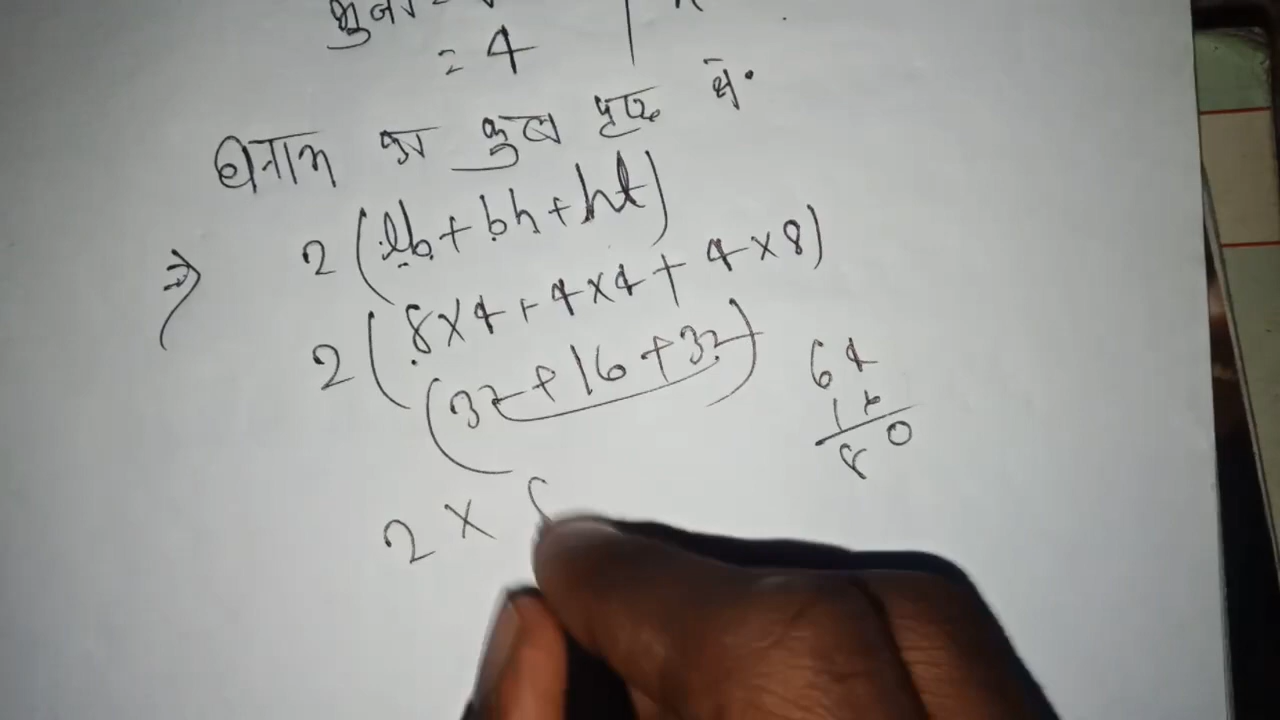 भुजा =
= 4
घनाभ का कुल पृष्ठ क्षे॰
⇒ 2 (lb + bh + hl)
2 (8×4 + 4×4 + 4×8)
(32 + 16 + 32)
64
16
80
2 ×